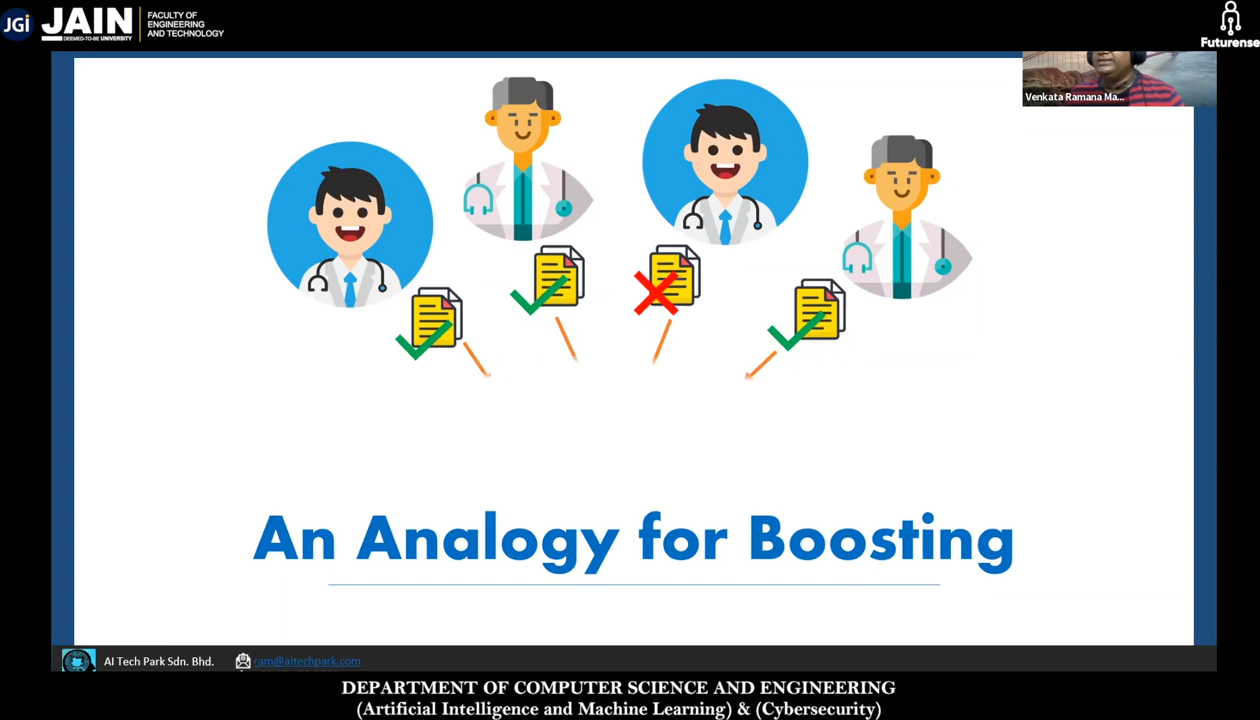 JGI JAIN DEEMED-TO-BE UNIVERSITY
FACULTY OF
ENGINEERING
AND TECHNOLOGY
Futurense
Venkata Ramana Ma...
An Analogy for Boosting
AI Tech Park Sdn. Bhd. ram@aitechpark.com
DEPARTMENT OF COMPUTER SCIENCE AND ENGINEERING
(Artificial Intelligence and Machine Learning) & (Cybersecurity)